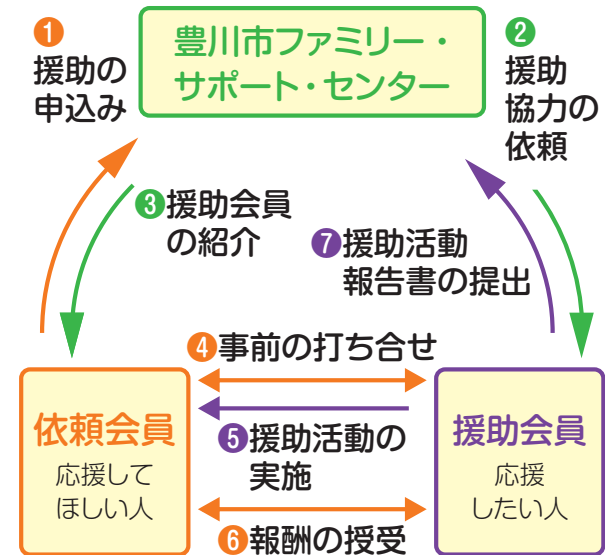 豊川市ファミリー・
サポート・センター
❶
援助の
申込み
❷
援助
協力の
依頼
❸援助会員
の紹介
❼援助活動
報告書の提出
❹事前の打ち合せ
❺援助活動の
実施
❻報酬の授受
依頼会員
応援して
ほしい人
援助会員
応援
したい人